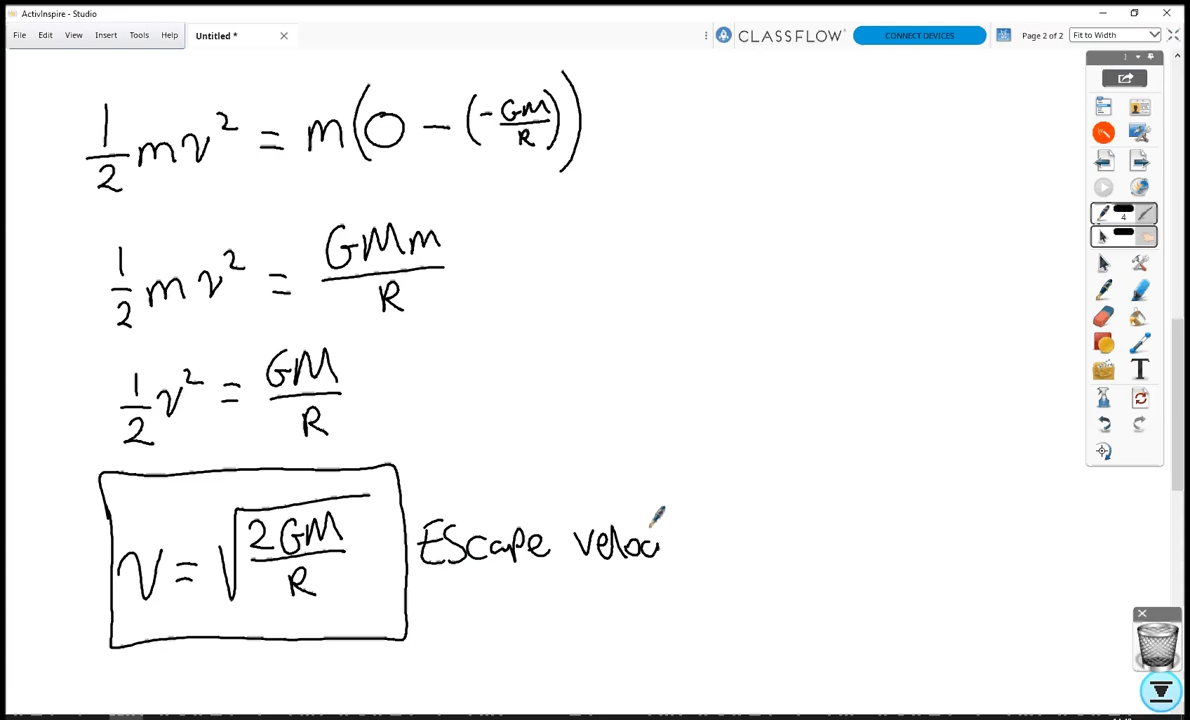 ActivInspire - Studio
File Edit View Insert Tools Help Untitled * CLASSFLOW CONNECT DEVICES Page 2 of 2 Fit to Width
1/2 mv² = m(0 - (-GM/R))
4
1/2 mv² = GMm/R
1/2 v² = GM/R
T
v = √(2GM/R) Escape veloc